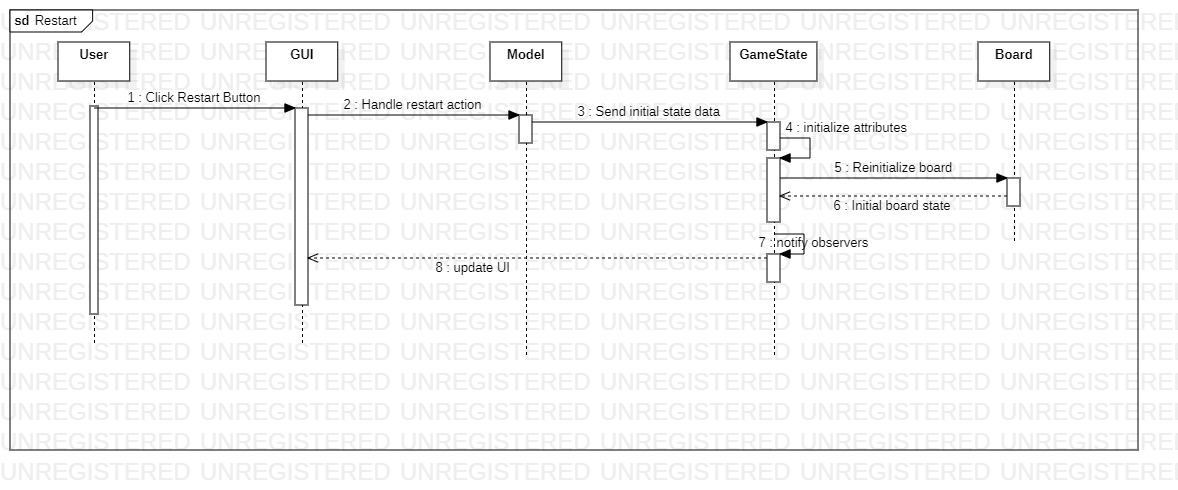 sd Restart
User
GUI
Model
GameState
Board
1 : Click Restart Button
2 : Handle restart action
3 : Send initial state data
4 : initialize attributes
5 : Reinitialize board
6 : Initial board state
7 : notify observers
8 : update UI
UNREGISTERED UNREGISTERED UNREGISTERED UNREGISTERED UNREGISTERED UNREGISTERED